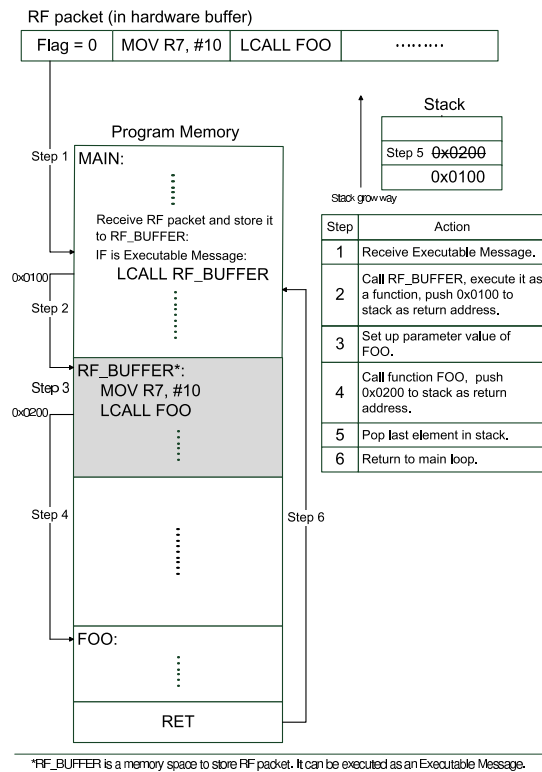 RF packet (in hardware buffer)
Flag = 0 MOV R7, #10 LCALL FOO ………
Stack
Step 5 0x0200
0x0100
Stack grow way
Program Memory
Step 1
MAIN:
Receive RF packet and store it
to RF_BUFFER:
IF is Executable Message:
LCALL RF_BUFFER
0x0100
Step 2
RF_BUFFER*:
Step 3
MOV R7, #10
LCALL FOO
0x0200
Step 4
Step 6
FOO:
RET
Step Action
1 Receive Executable Message.
2 Call RF_BUFFER, execute it as
a function, push 0x0100 to
stack as return address.
3 Set up parameter value of
FOO.
4 Call function FOO, push
0x0200 to stack as return
address.
5 Pop last element in stack.
6 Return to main loop.
*RF_BUFFER is a memory space to store RF packet. It can be executed as an Executable Message.